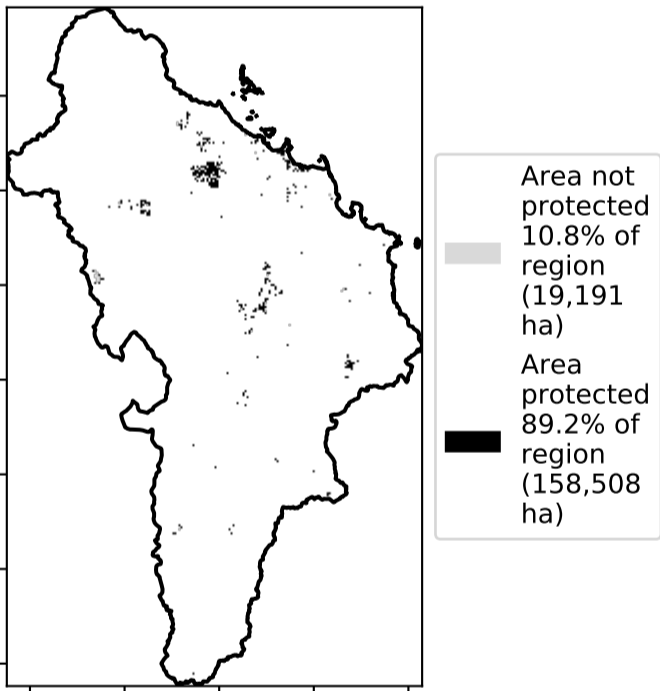 Area not
protected
10.8% of
region
(19,191
ha)
Area
protected
89.2% of
region
(158,508
ha)